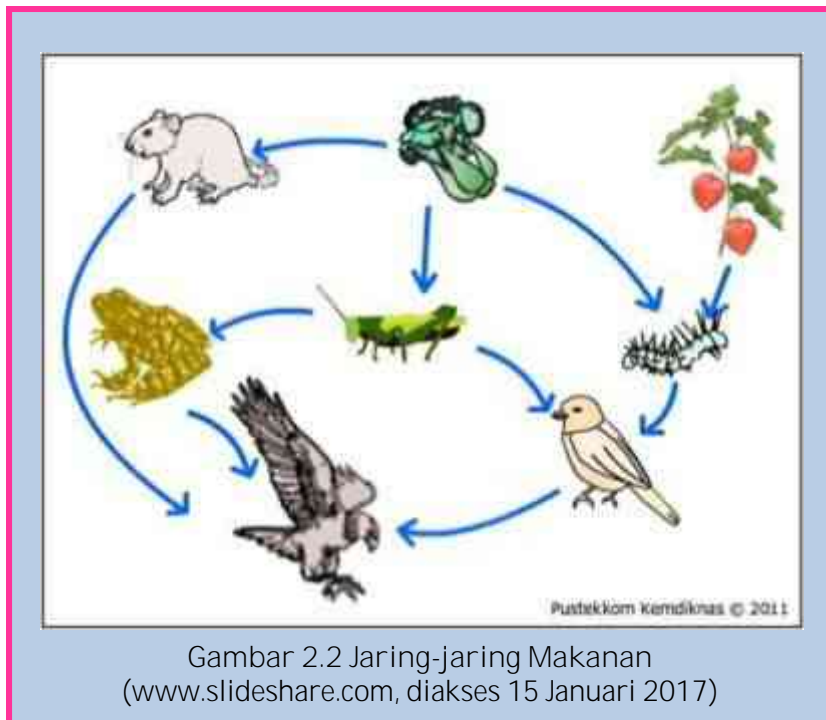 Pustekkom Kemdiknas © 2011
Gambar 2.2 Jaring-jaring Makanan
(www.slideshare.com, diakses 15 Januari 2017)